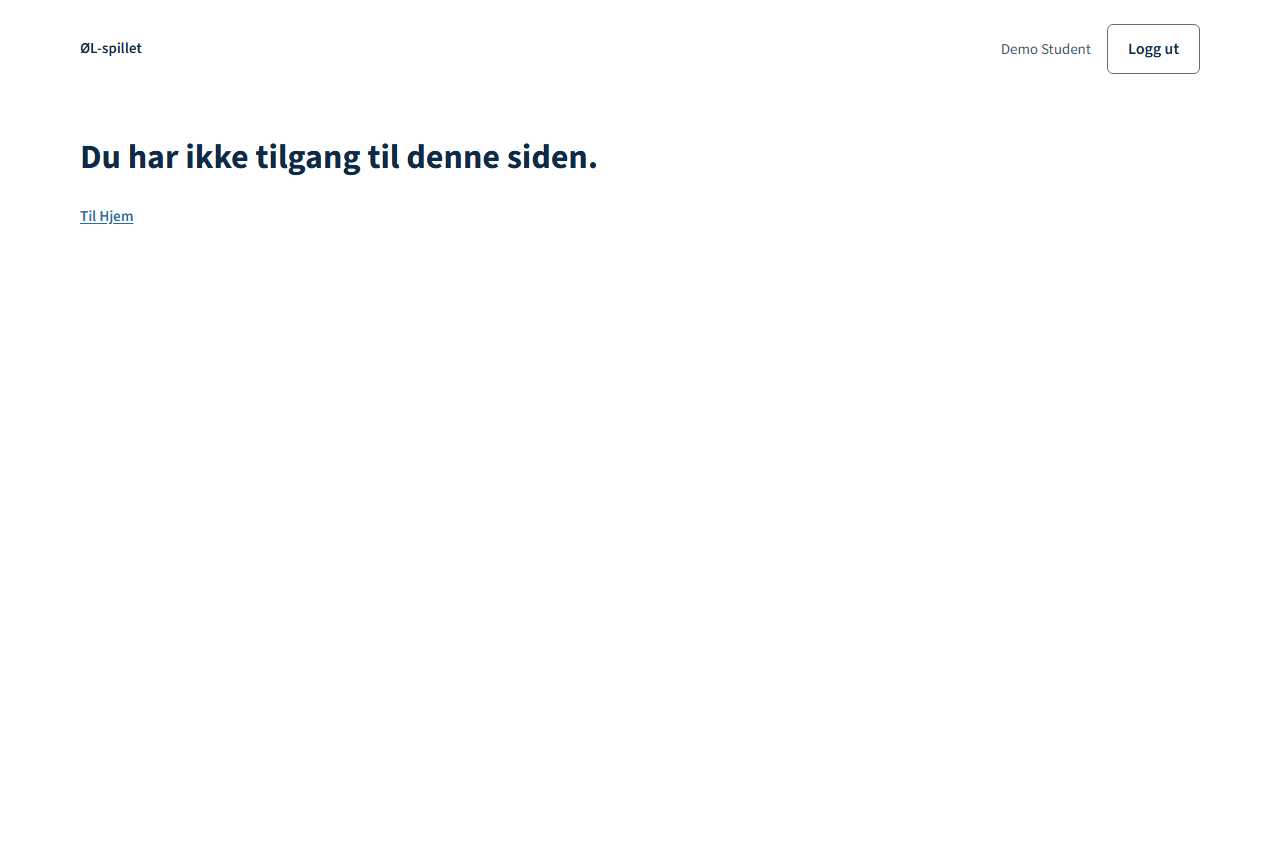 ØL-spillet
Demo Student
Logg ut
Du har ikke tilgang til denne siden.
Til Hjem